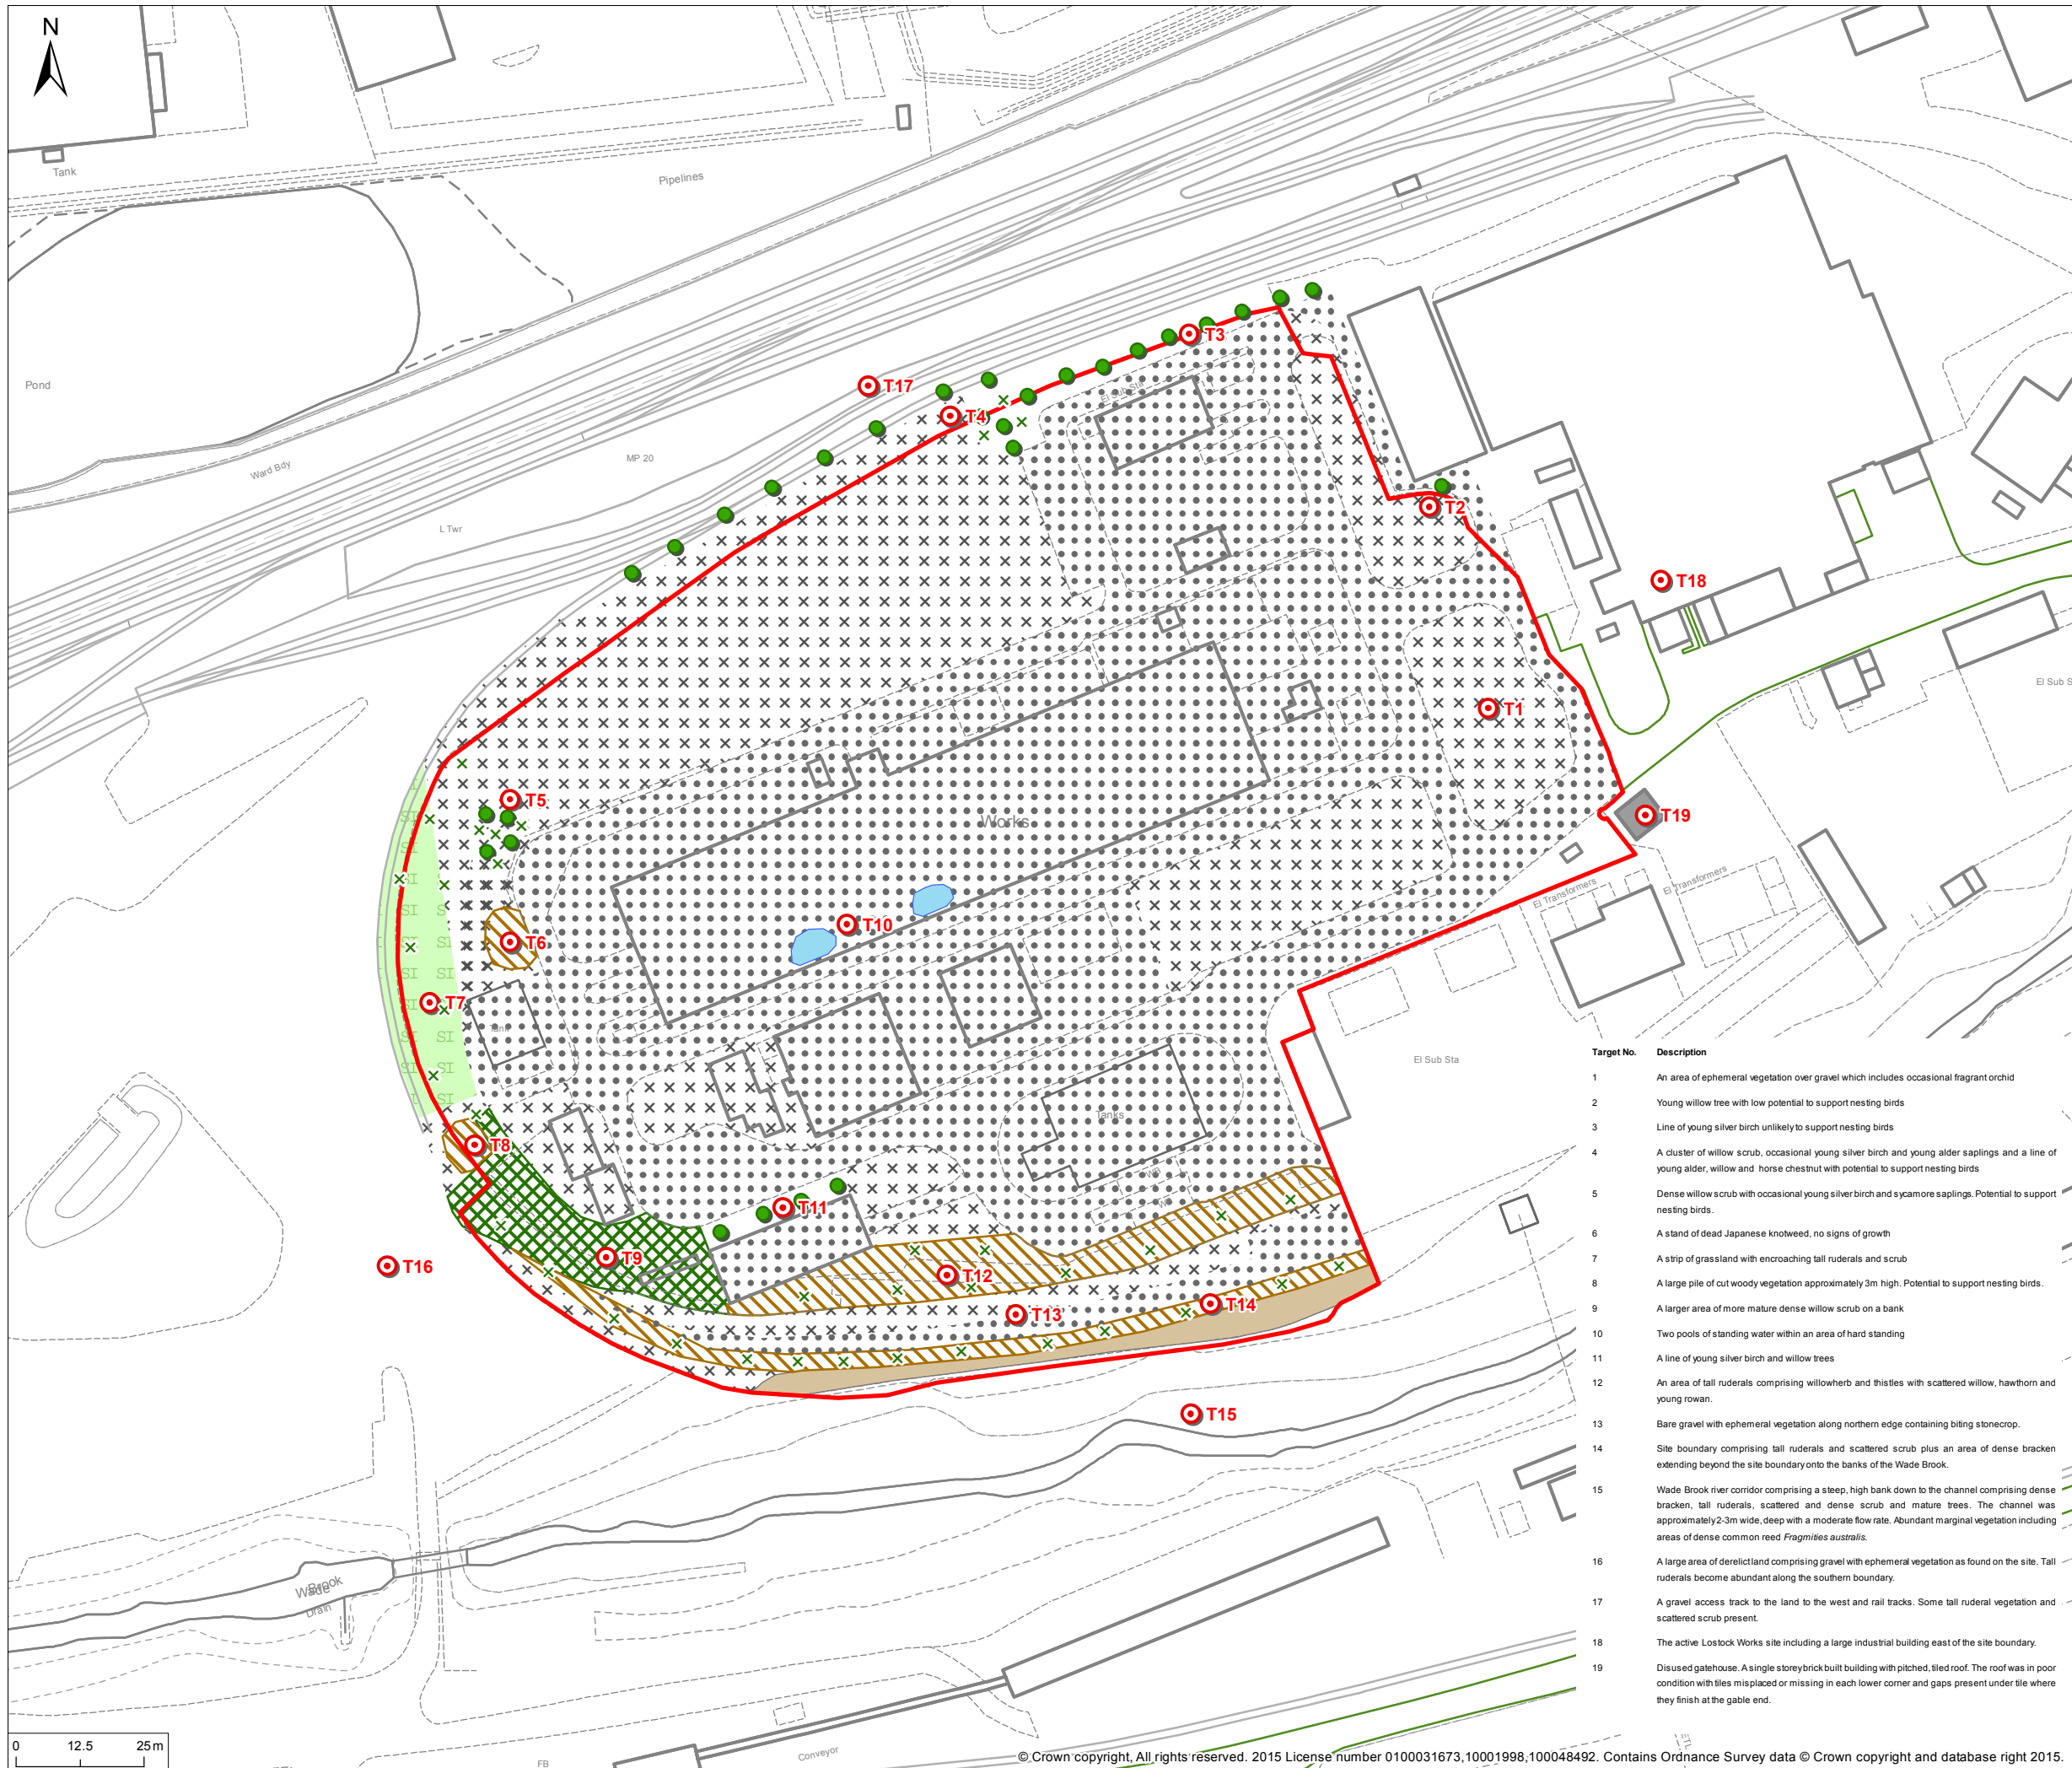 N
Tank
Pipelines
Pond
Ward Bdy
MP 20
L Twr
T17
T3
T4
El Sub Sta
T2
T18
T1
El Sub S
T5
Works
T19
El Transformers
El Transformers
T10
T6
T7
Tank
SI
SI
SI
SI
S
SI
SI
SI
SI
SI
SI
SI
SI
SI
SI
El Sub Sta
Tanks
T8
WB
T11
T9
T16
T12
T13
T14
T15
Wade
Brook
Drain
Conveyor
FB
Target No. Description
1 An area of ephemeral vegetation over gravel which includes occasional fragrant orchid
2 Young willow tree with low potential to support nesting birds
3 Line of young silver birch unlikely to support nesting birds
4 A cluster of willow scrub, occasional young silver birch and young alder saplings and a line of
young alder, willow and horse chestnut with potential to support nesting birds
5 Dense willow scrub with occasional young silver birch and sycamore saplings. Potential to support
nesting birds.
6 A stand of dead Japanese knotweed, no signs of growth
7 A strip of grassland with encroaching tall ruderals and scrub
8 A large pile of cut woody vegetation approximately 3m high. Potential to support nesting birds.
9 A larger area of more mature dense willow scrub on a bank
10 Two pools of standing water within an area of hard standing
11 A line of young silver birch and willow trees
12 An area of tall ruderals comprising willowherb and thistles with scattered willow, hawthorn and
young rowan.
13 Bare gravel with ephemeral vegetation along northern edge containing biting stonecrop.
14 Site boundary comprising tall ruderals and scattered scrub plus an area of dense bracken
extending beyond the site boundary onto the banks of the Wade Brook.
15 Wade Brook river corridor comprising a steep, high bank down to the channel comprising dense
bracken, tall ruderals, scattered and dense scrub and mature trees. The channel was
approximately 2-3m wide, deep with a moderate flow rate. Abundant marginal vegetation including
areas of dense common reed Fragmities australis.
16 A large area of derelict land comprising gravel with ephemeral vegetation as found on the site. Tall
ruderals become abundant along the southern boundary.
17 A gravel access track to the land to the west and rail tracks. Some tall ruderal vegetation and
scattered scrub present.
18 The active Lostock Works site including a large industrial building east of the site boundary.
19 Disused gatehouse. A single storey brick built building with pitched, tiled roof. The roof was in poor
condition with tiles misplaced or missing in each lower corner and gaps present under tile where
they finish at the gable end.
0 12.5 25 m
© Crown copyright, All rights reserved. 2015 License number 0100031673,10001998,100048492. Contains Ordnance Survey data © Crown copyright and database right 2015.